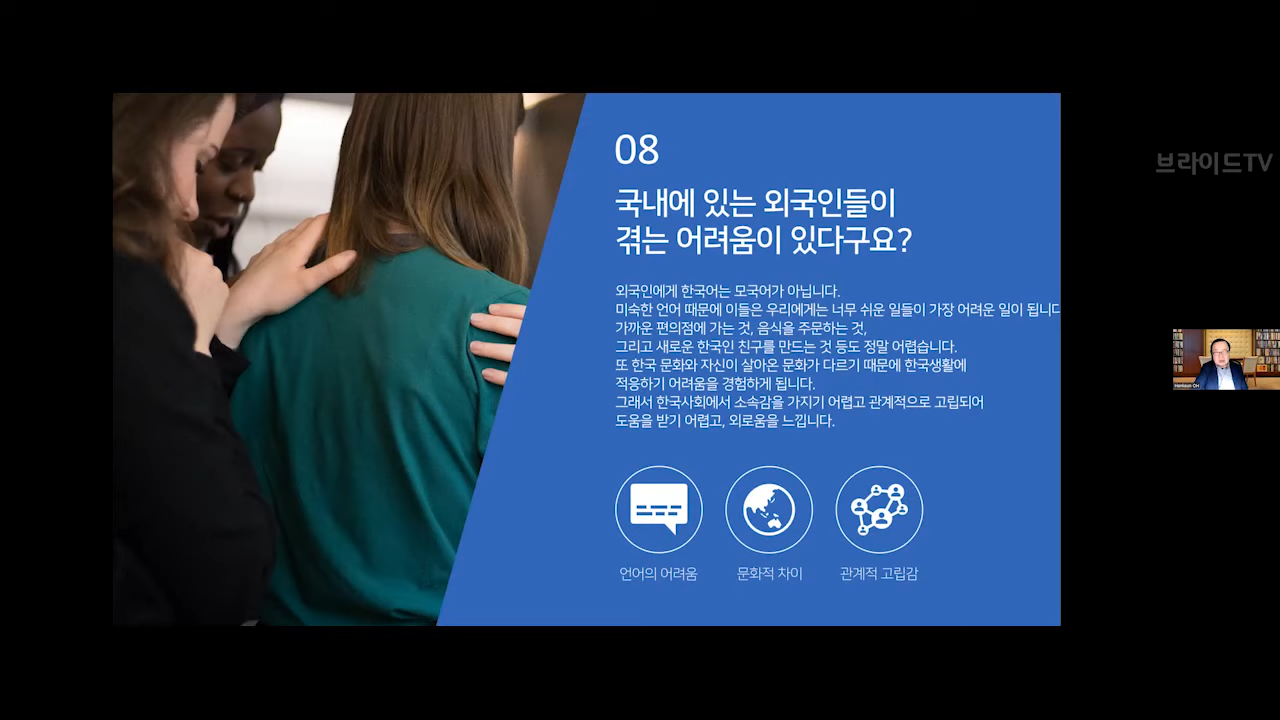 08
국내에 있는 외국인들이
겪는 어려움이 있다구요?
외국인에게 한국어는 모국어가 아닙니다.
미숙한 언어 때문에 이들은 우리에게는 너무 쉬운 일들이 가장 어려운 일이 됩니다
가까운 편의점에 가는 것, 음식을 주문하는 것,
그리고 새로운 한국인 친구를 만드는 것 등도 정말 어렵습니다.
또 한국 문화와 자신이 살아온 문화가 다르기 때문에 한국생활에
적응하기 어려움을 경험하게 됩니다.
그래서 한국사회에서 소속감을 가지기 어렵고 관계적으로 고립되어
도움을 받기 어렵고, 외로움을 느낍니다.
언어의 어려움
문화적 차이
관계적 고립감
브라이드TV